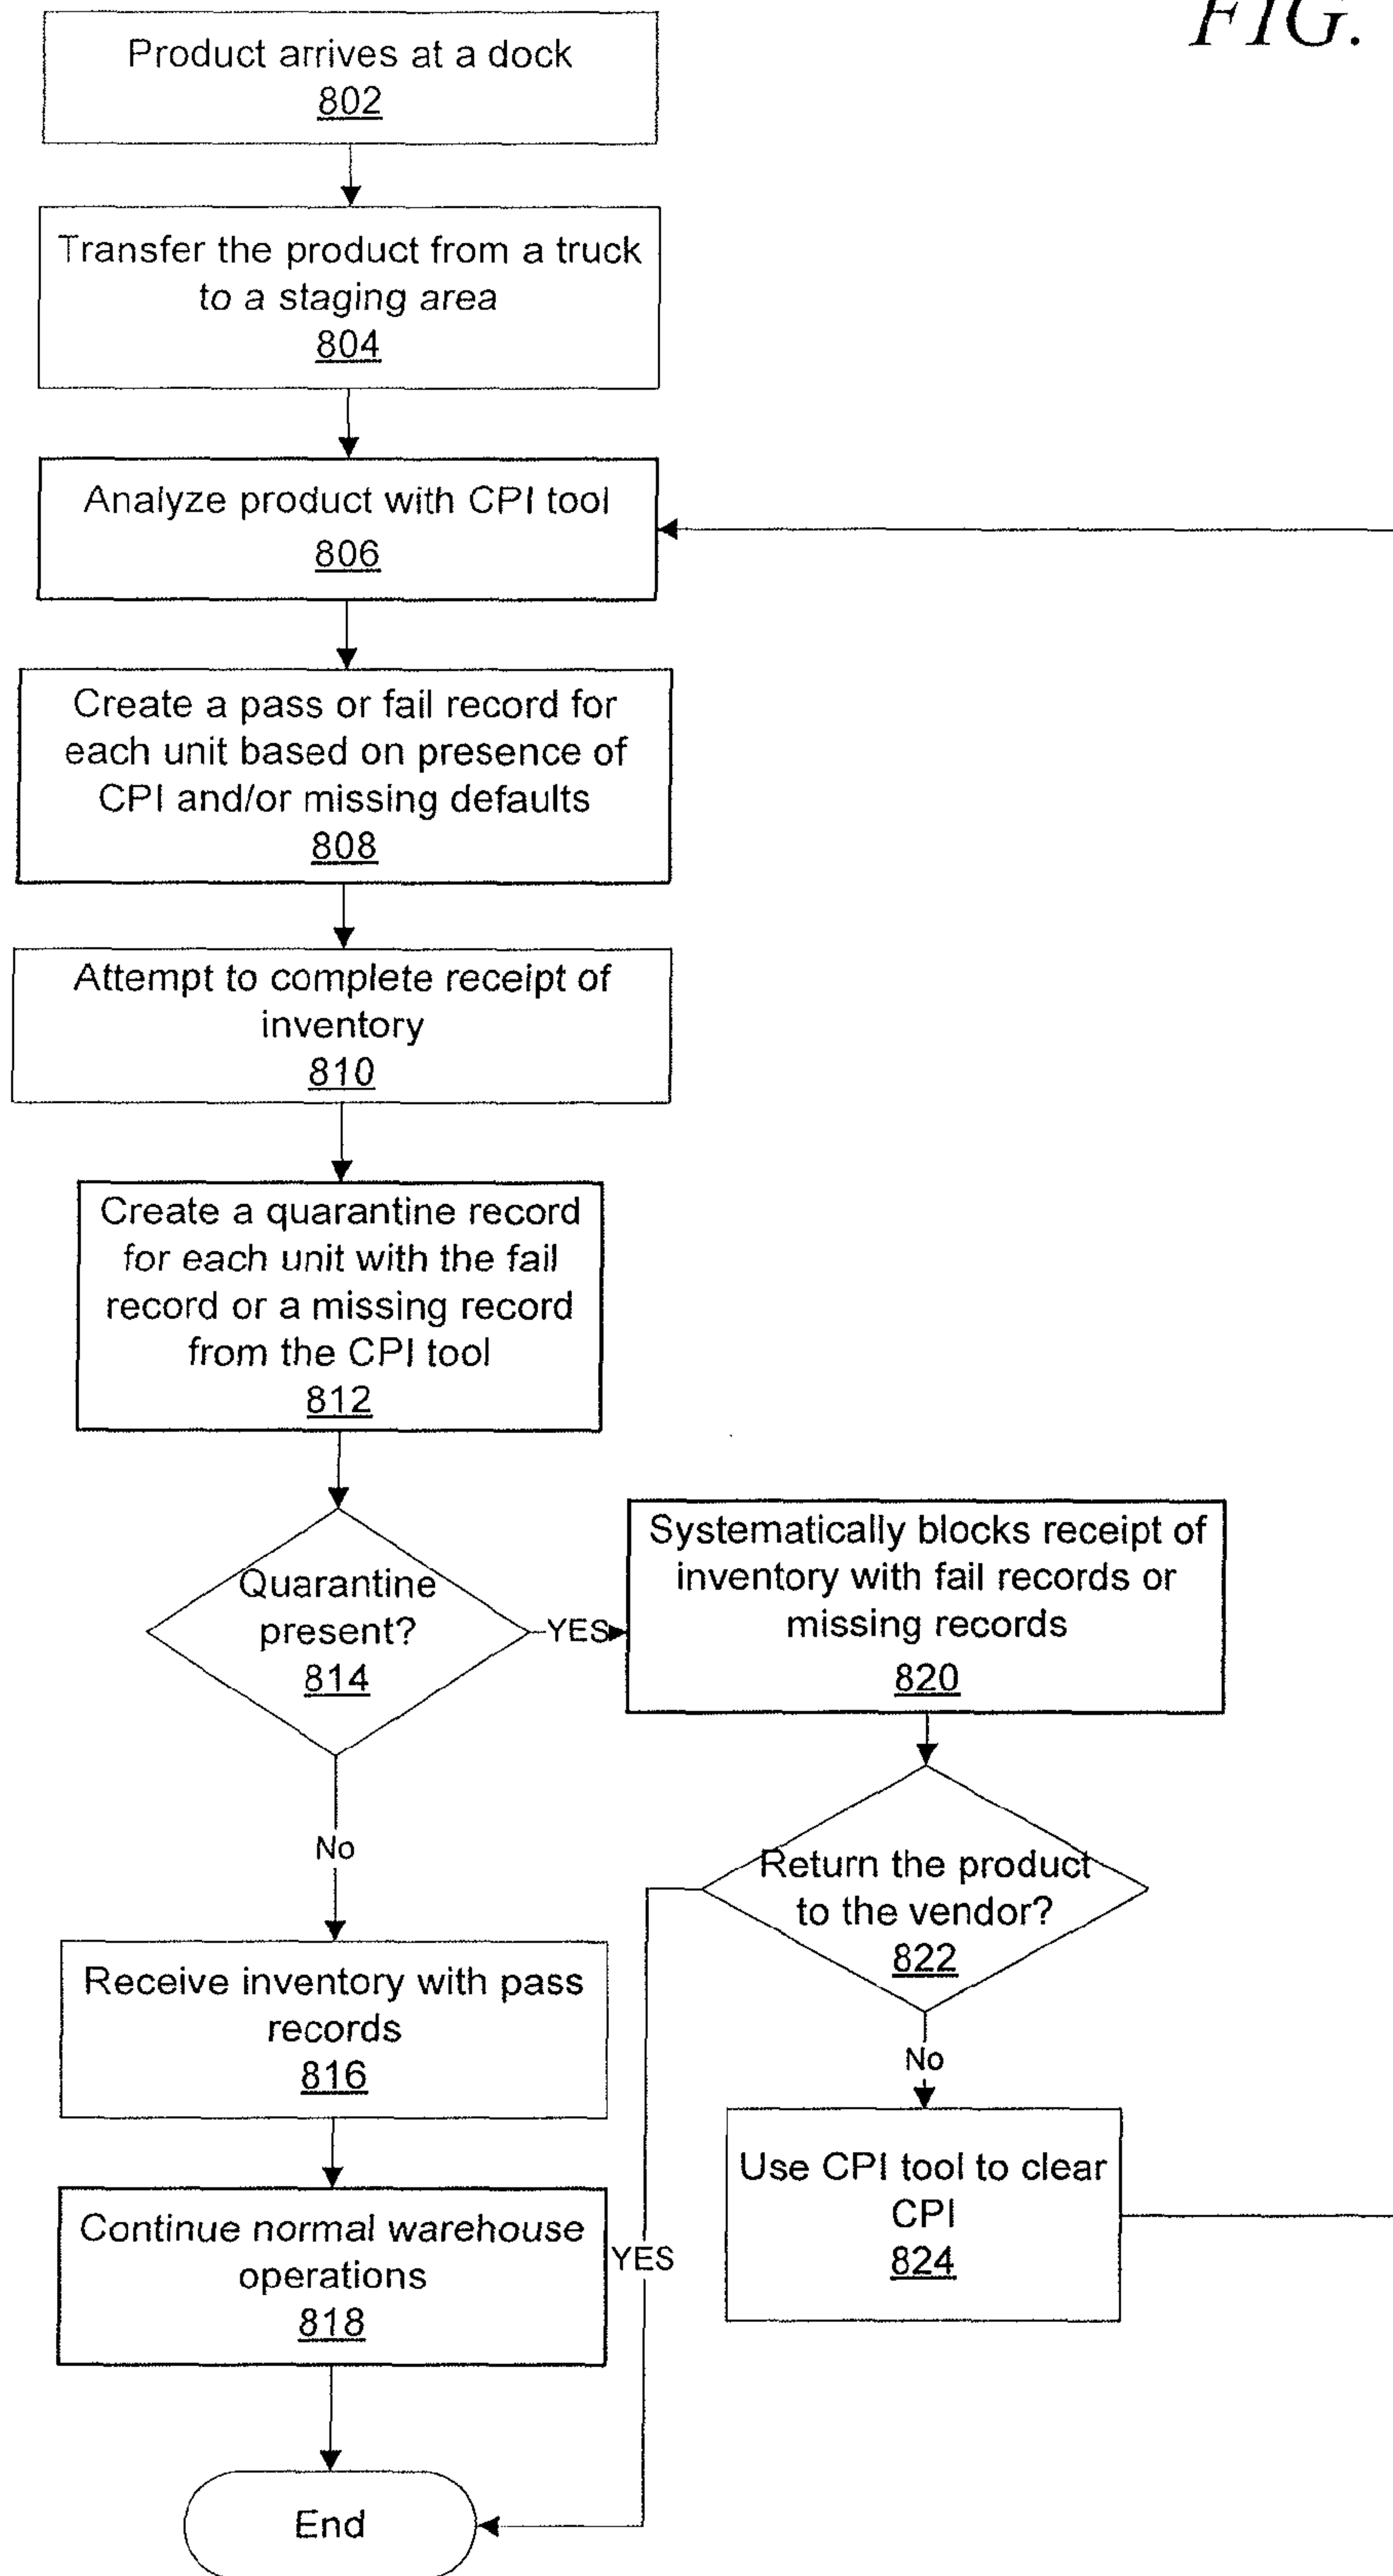 FIG.
Product arrives at a dock
802
Transfer the product from a truck
to a staging area
804
Analyze product with CPI tool
806
Create a pass or fail record for
each unit based on presence of
CPI and/or missing defaults
808
Attempt to complete receipt of
inventory
810
Create a quarantine record
for each unit with the fail
record or a missing record
from the CPI tool
812
Quarantine
present?
814
YES
Systematically blocks receipt of
inventory with fail records or
missing records
820
No
Return the product
to the vendor?
822
Receive inventory with pass
records
816
No
Continue normal warehouse
operations
818
YES
Use CPI tool to clear
CPI
824
End